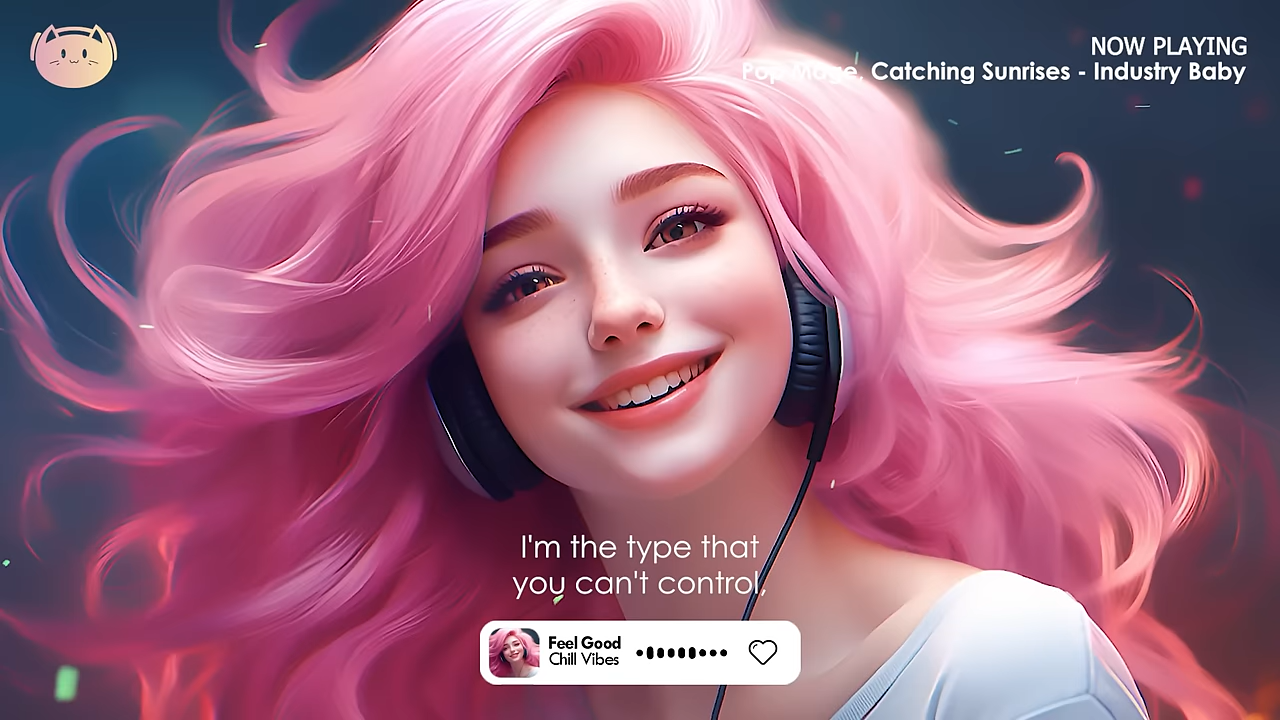 NOW PLAYING
Pop Mage, Catching Sunrises - Industry Baby
I'm the type that
you can't control,
Feel Good
Chill Vibes